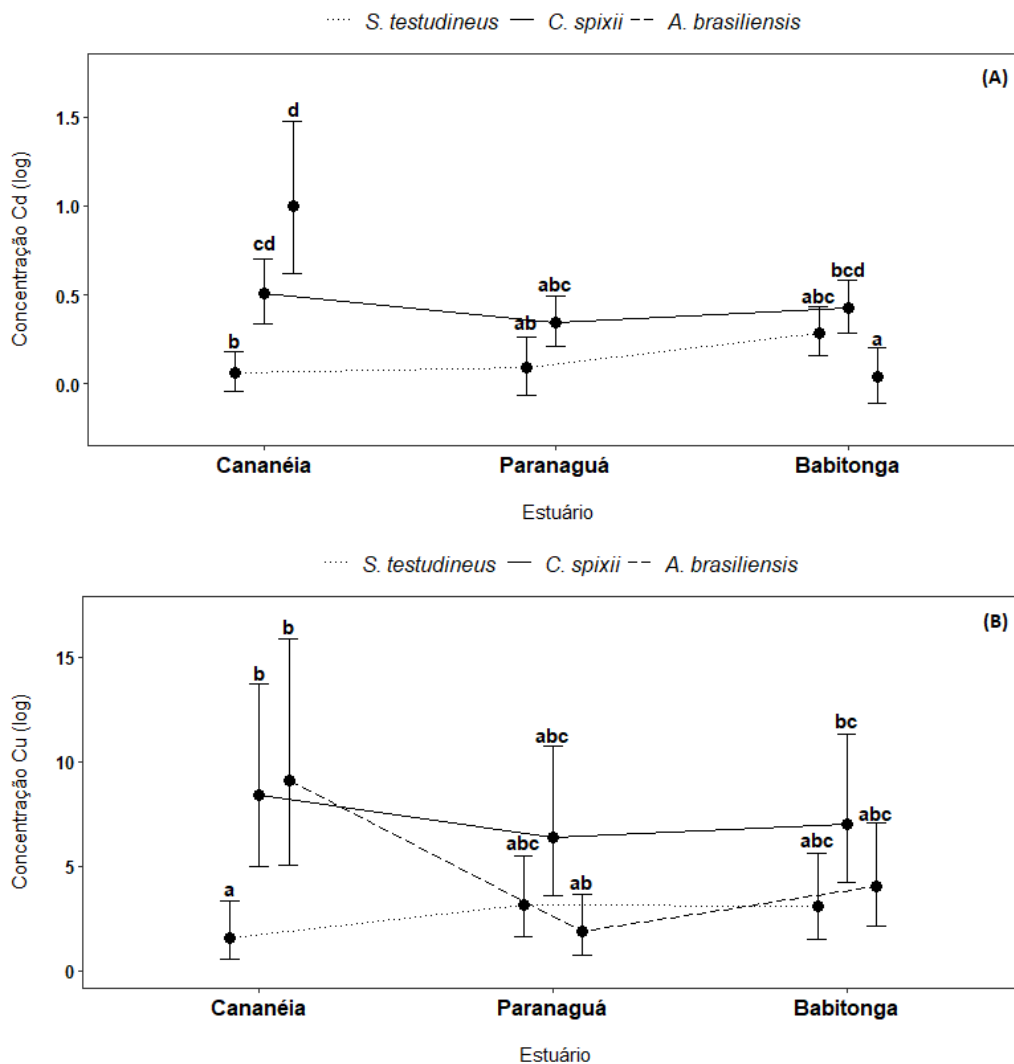 S. testudineus C. spixii A. brasiliensis
(A)
Concentração Cd (log)
1.5
1.0
0.5
0.0
b
cd
d
ab
abc
abc
bcd
a
Cananéia Paranaguá Babitonga
Estuário
S. testudineus C. spixii A. brasiliensis
(B)
Concentração Cu (log)
15
10
5
0
a
b
b
abc
abc
ab
abc
bc
abc
Cananéia Paranaguá Babitonga
Estuário